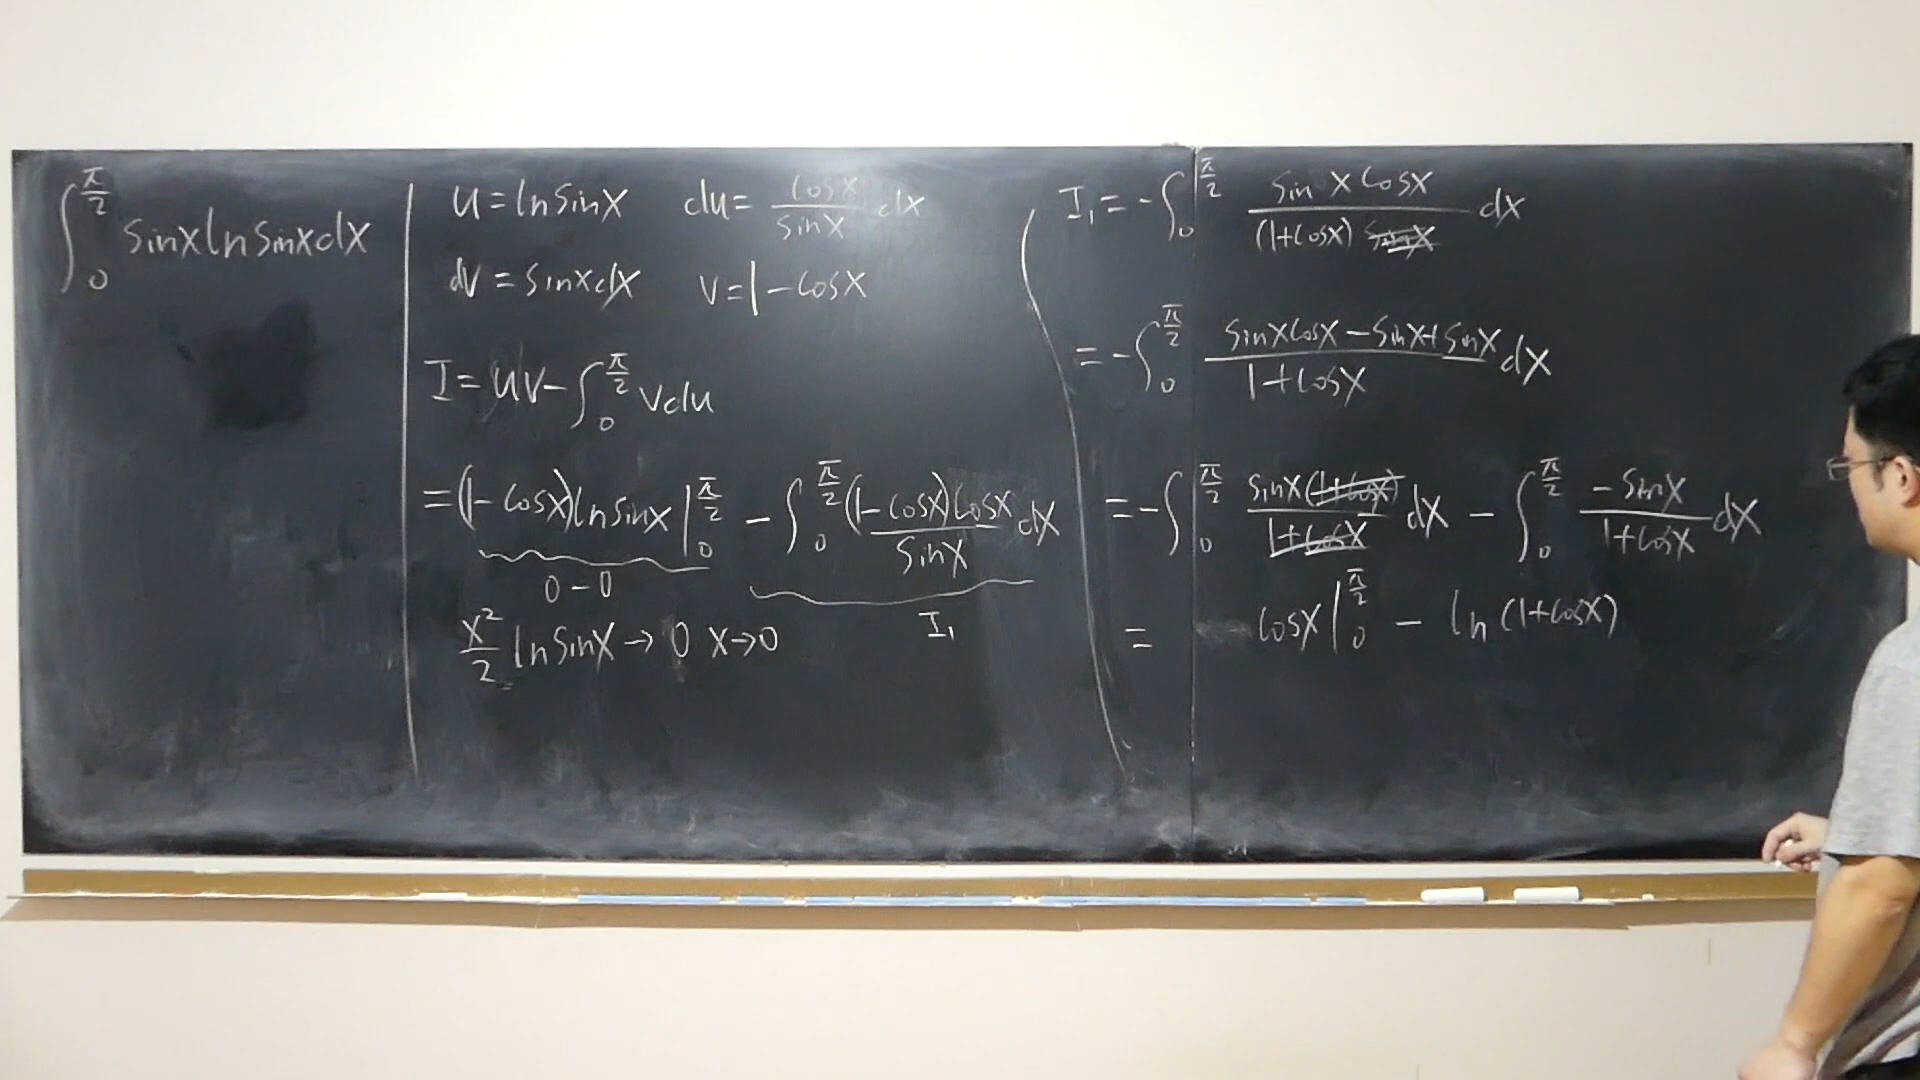 ∫₀^{π/2} sinx ln sinx dx
u = ln sinx   du = cosx/sinx dx
dv = sinx dx   v = 1 - cosx
I = uv - ∫₀^{π/2} v du
= (1 - cosx) ln sinx |₀^{π/2} - ∫₀^{π/2} (1 - cosx) cosx/sinx dx
0 - 0
I₁
x²/2 ln sinx → 0   x → 0
I₁ = - ∫₀^{π/2} sinx cosx/((1+cosx) sinx) dx
= - ∫₀^{π/2} (sinx cosx - sinx + sinx)/(1+cosx) dx
= - ∫₀^{π/2} sinx(1+cosx)/(1+cosx) dx - ∫₀^{π/2} -sinx/(1+cosx) dx
= cosx |₀^{π/2} - ln(1+cosx)